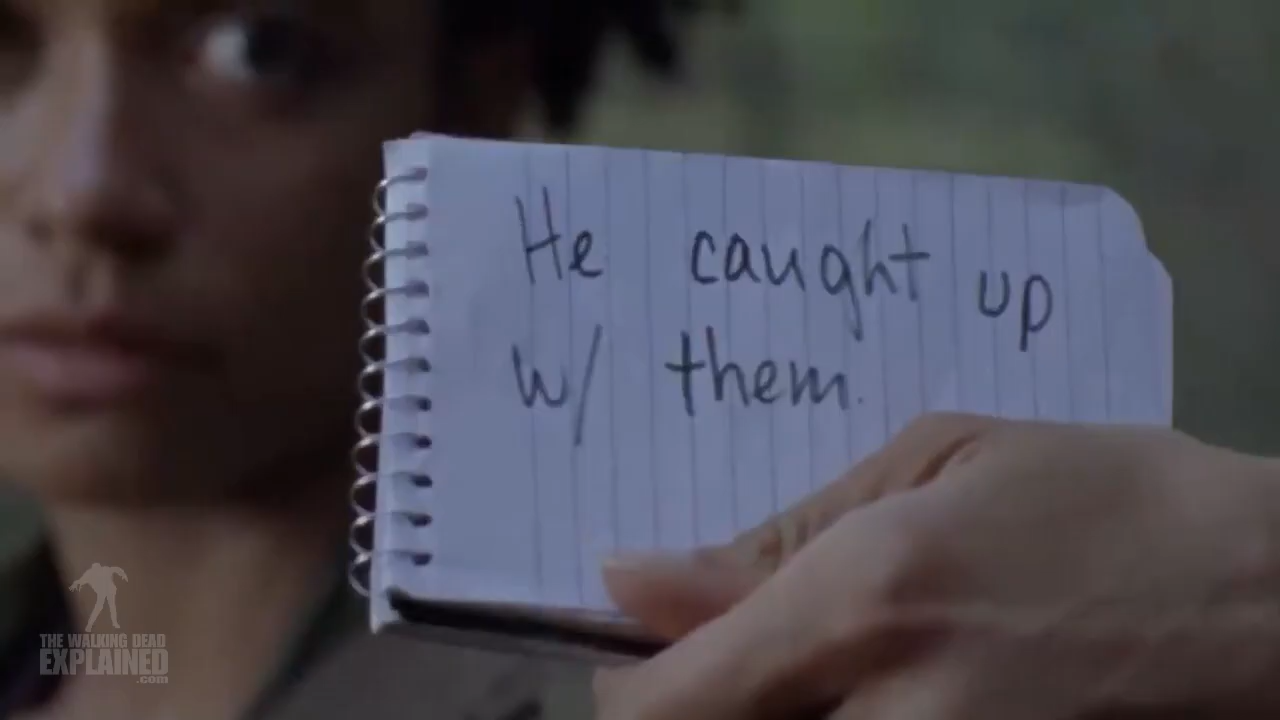 He caught up
w/ them.
THE WALKING DEAD
EXPLAINED
.com